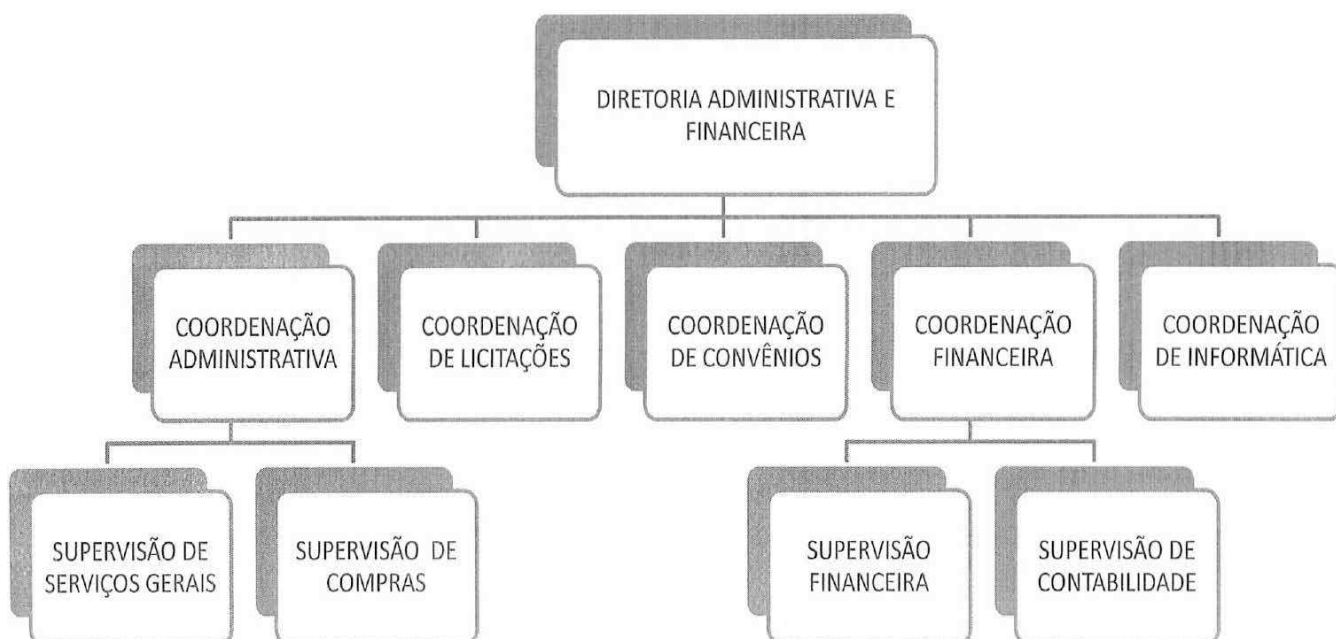 DIRETORIA ADMINISTRATIVA E
FINANCEIRA
COORDENAÇÃO
ADMINISTRATIVA
COORDENAÇÃO
DE LICITAÇÕES
COORDENAÇÃO
DE CONVÊNIOS
COORDENAÇÃO
FINANCEIRA
COORDENAÇÃO
DE INFORMÁTICA
SUPERVISÃO DE
SERVIÇOS GERAIS
SUPERVISÃO DE
COMPRAS
SUPERVISÃO
FINANCEIRA
SUPERVISÃO DE
CONTABILIDADE